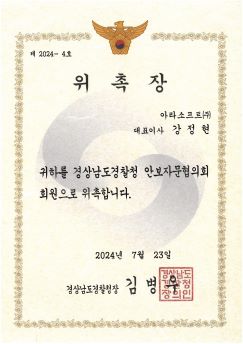 제 2024- 4호
위 촉 장
아라소프트㈜
대표이사 강정현
귀하를 경상남도경찰청 안보자문협의회
회원으로 위촉합니다.
2024년 7월 23일
경상남도경찰청장 김병우